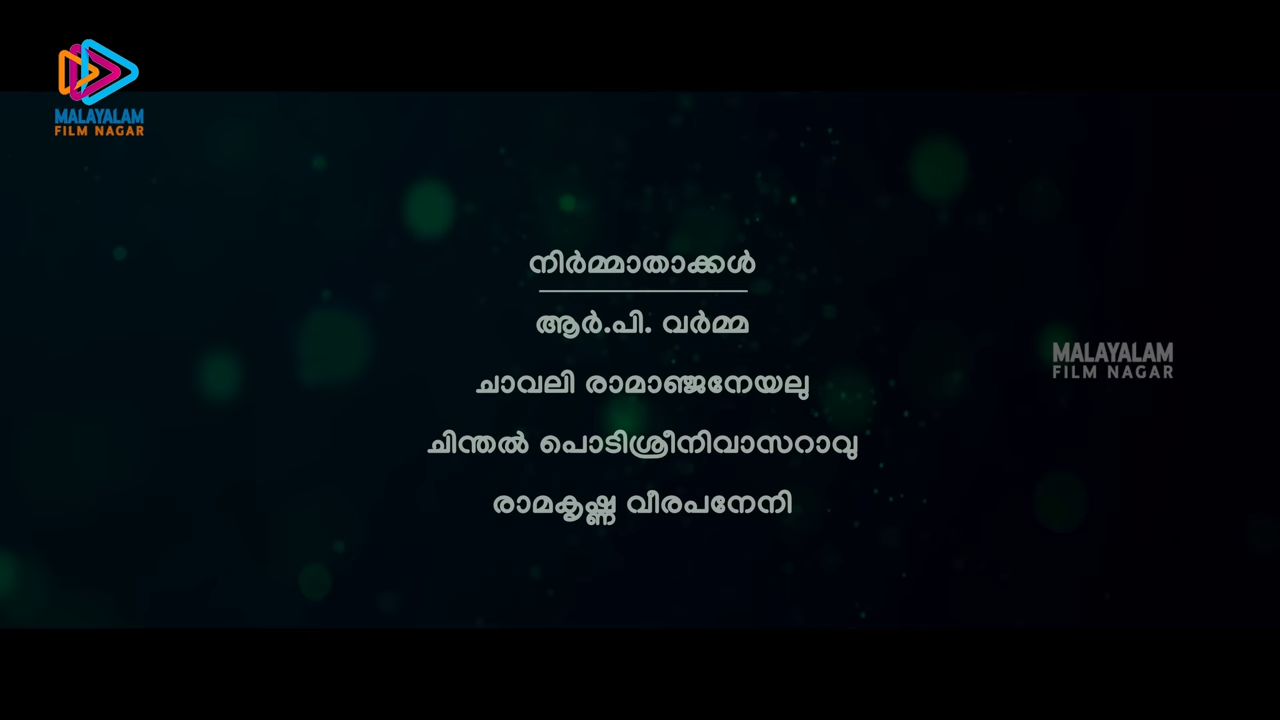 MALAYALAM
FILM NAGAR
നിർമ്മാതാക്കൾ
ആർ.പി. വർമ്മ
ചാവലി രാമാഞ്ജനേയലു
ചിന്തൽ പൊടിശ്രീനിവാസറാവു
രാമകൃഷ്ണ വീരപനേനി
MALAYALAM
FILM NAGAR